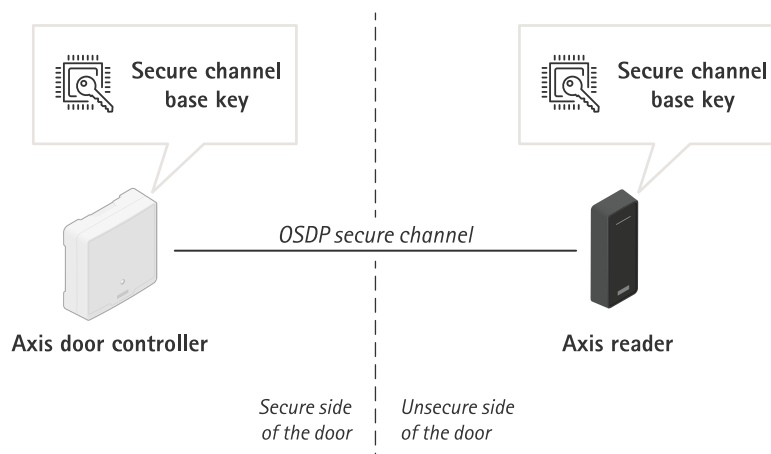 Secure channel
base key
Secure channel
base key
OSDP secure channel
Axis door controller
Axis reader
Secure side
of the door
Unsecure side
of the door